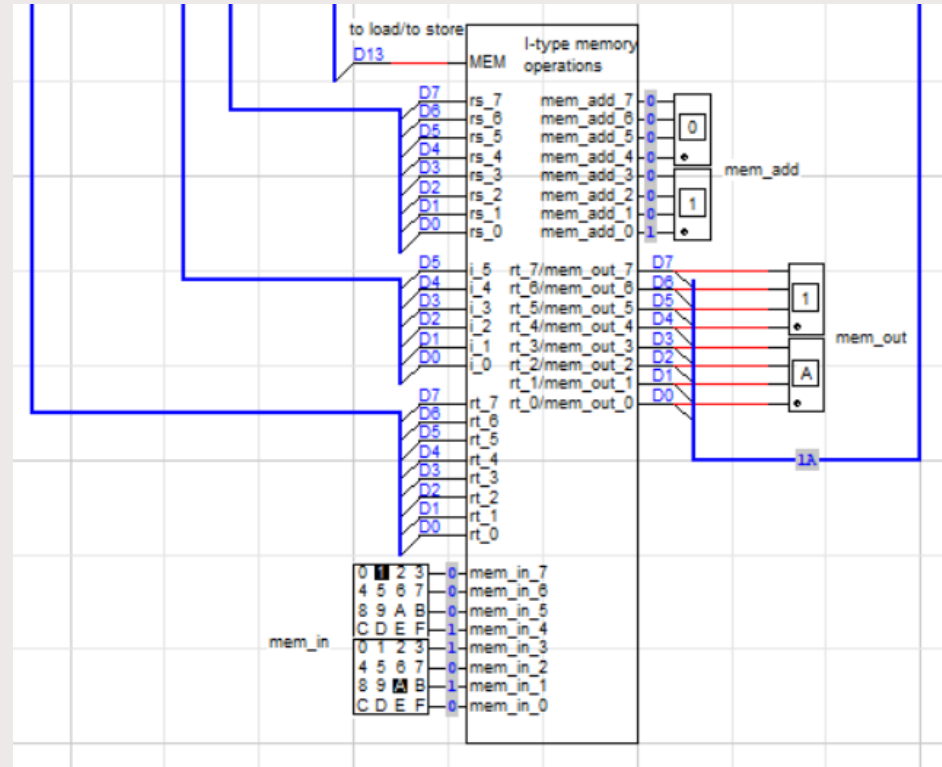 to load/to store
D13
MEM
I-type memory
operations
D7 rs_7 mem_add_7 0
D6 rs_6 mem_add_6 0
D5 rs_5 mem_add_5 0
D4 rs_4 mem_add_4 0
D3 rs_3 mem_add_3 0
D2 rs_2 mem_add_2 0
D1 rs_1 mem_add_1 0
D0 rs_0 mem_add_0 1
0
1
mem_add
D5 i_5 rt_7/mem_out_7 D7
D4 i_4 rt_6/mem_out_6 D6
D3 i_3 rt_5/mem_out_5 D5
D2 i_2 rt_4/mem_out_4 D4
D1 i_1 rt_3/mem_out_3 D3
D0 i_0 rt_2/mem_out_2 D2
rt_1/mem_out_1 D1
D7 rt_7 rt_0/mem_out_0 D0
1
A
mem_out
D6 rt_6
D5 rt_5
D4 rt_4
D3 rt_3
D2 rt_2
D1 rt_1
D0 rt_0
1A
0 1 2 3 0 mem_in_7
4 5 6 7 0 mem_in_6
8 9 A B 0 mem_in_5
C D E F 1 mem_in_4
mem_in
0 1 2 3 1 mem_in_3
4 5 6 7 0 mem_in_2
8 9 A B 1 mem_in_1
C D E F 0 mem_in_0